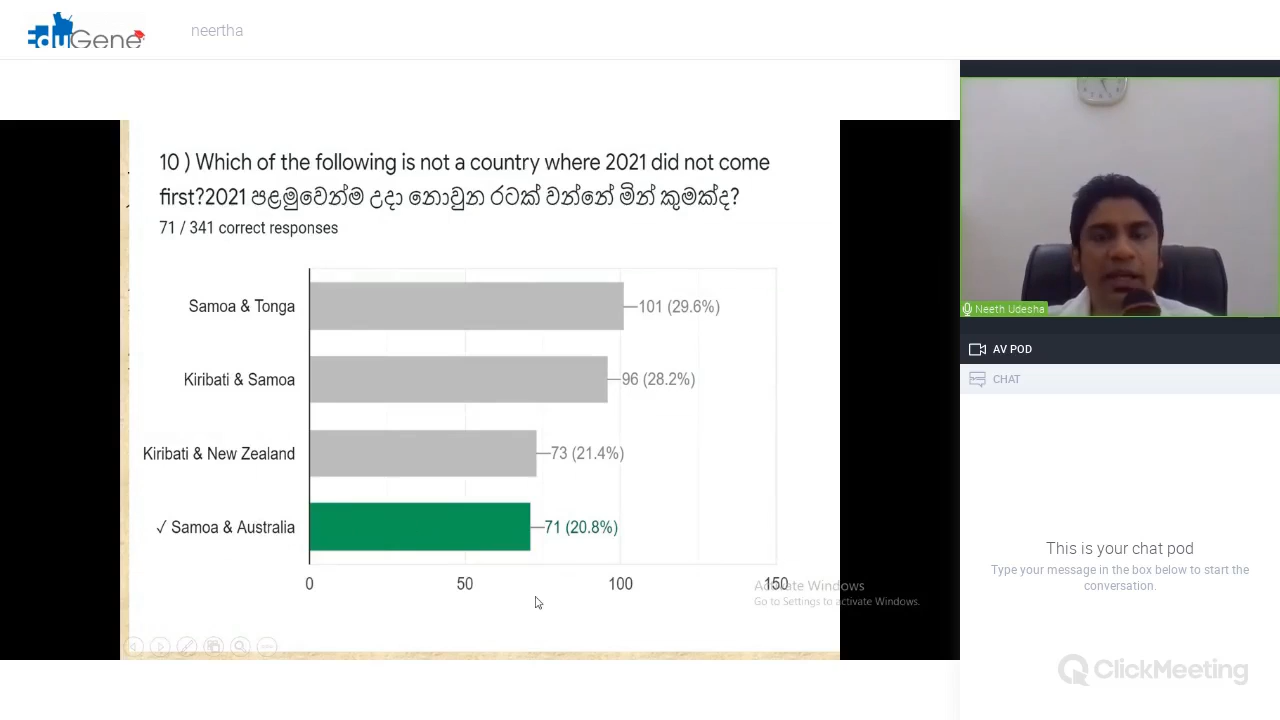 EduGene
neertha
10 ) Which of the following is not a country where 2021 did not come
first?2021 පළමුවෙන්ම උදා නොවුන රටක් වන්නේ මින් කුමක්ද?
71 / 341 correct responses
Samoa & Tonga
101 (29.6%)
Kiribati & Samoa
96 (28.2%)
Kiribati & New Zealand
73 (21.4%)
✓ Samoa & Australia
71 (20.8%)
0 50 100 150
Activate Windows
Go to Settings to activate Windows.
Neeth Udesha
AV POD
CHAT
This is your chat pod
Type your message in the box below to start the
conversation.
ClickMeeting